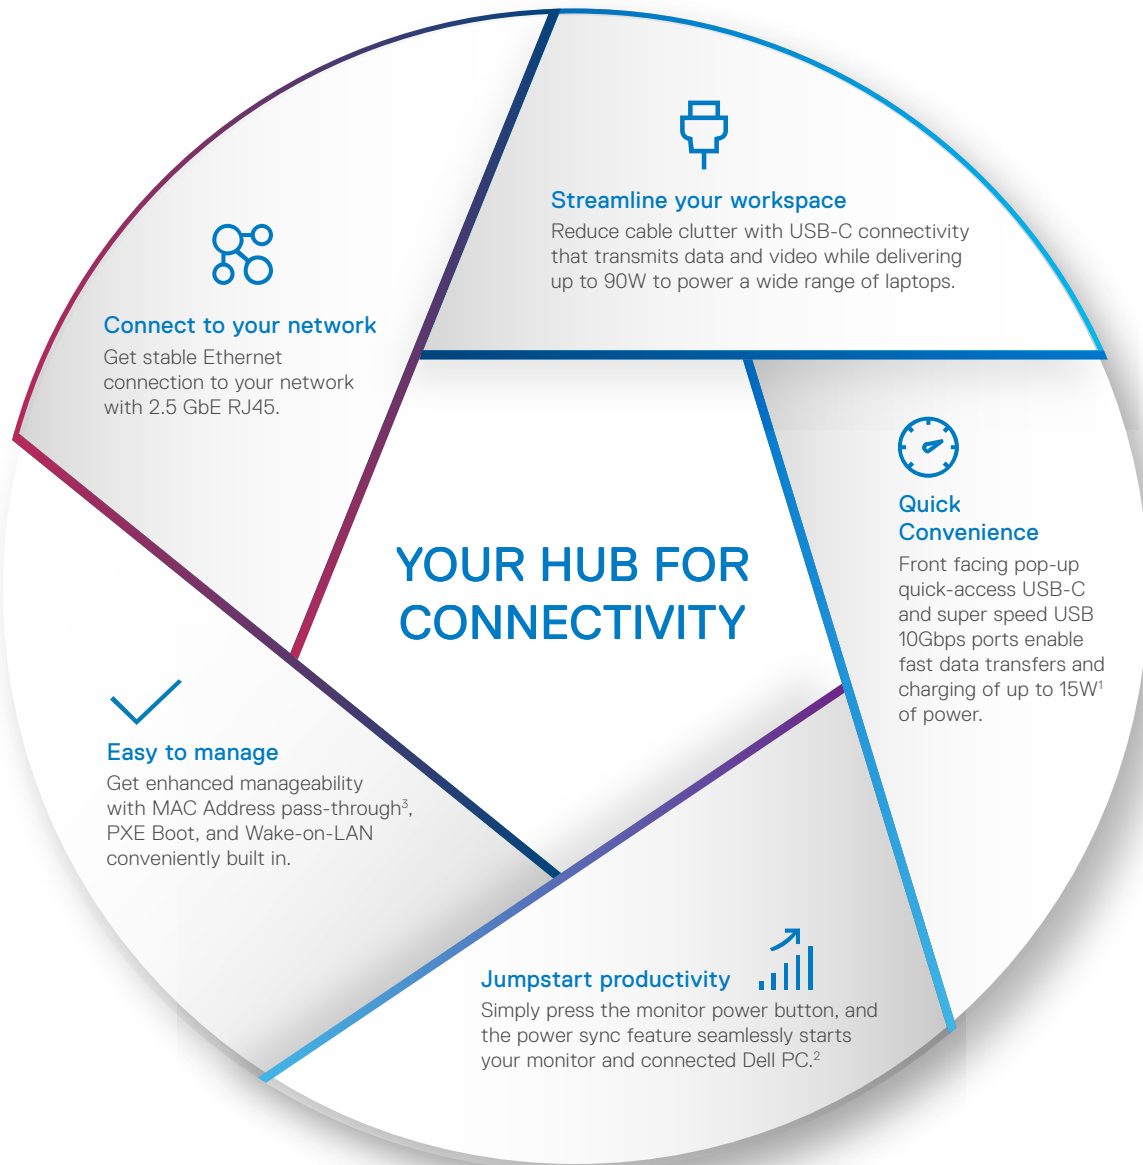 Streamline your workspace
Reduce cable clutter with USB-C connectivity
that transmits data and video while delivering
up to 90W to power a wide range of laptops.
Connect to your network
Get stable Ethernet
connection to your network
with 2.5 GbE RJ45.
Quick
Convenience
Front facing pop-up
quick-access USB-C
and super speed USB
10Gbps ports enable
fast data transfers and
charging of up to 15W¹
of power.
YOUR HUB FOR
CONNECTIVITY
Easy to manage
Get enhanced manageability
with MAC Address pass-through³,
PXE Boot, and Wake-on-LAN
conveniently built in.
Jumpstart productivity
Simply press the monitor power button, and
the power sync feature seamlessly starts
your monitor and connected Dell PC.²